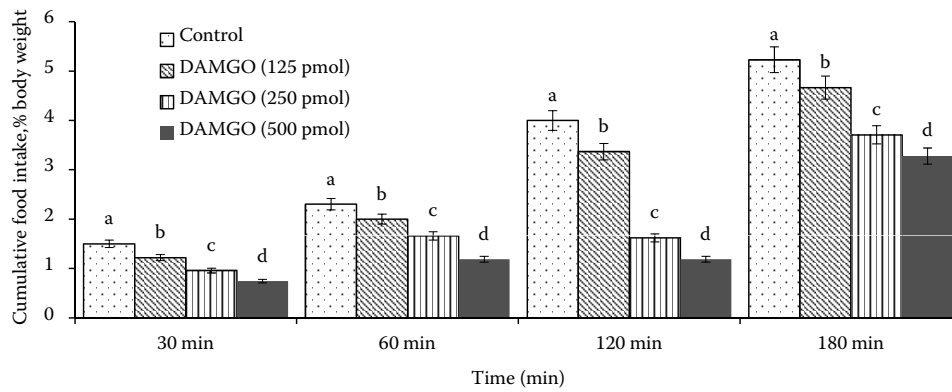 Cumulative food intake,% body weight
6
5
4
3
2
1
0
Control
DAMGO (125 pmol)
DAMGO (250 pmol)
DAMGO (500 pmol)
a
b
c
d
a
b
c
d
a
b
c
d
a
b
c
d
30 min
60 min
120 min
180 min
Time (min)